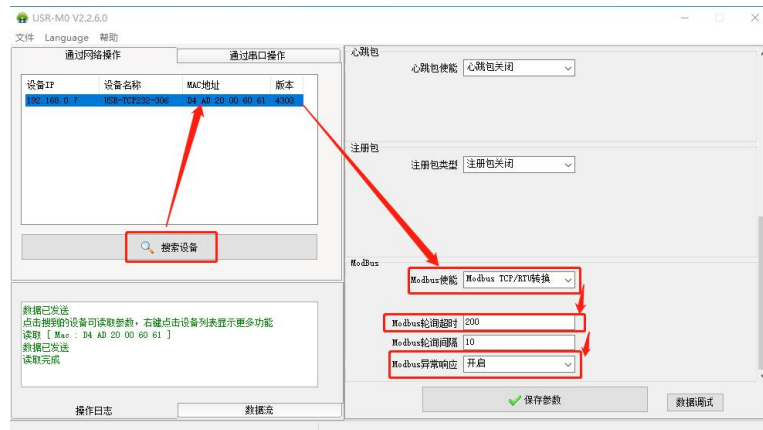 USR-M0 V2.2.6.0
文件 Language 帮助
通过网络操作 通过串口操作
设备IP 设备名称 MAC地址 版本
192.168.0.7 USR-TCP232-306 D4 AD 20 00 60 61 4300
搜索设备
数据已发送
点击搜到的设备可读取参数，右键点击设备列表显示更多功能
读取 [ Mac : D4 AD 20 00 60 61 ]
数据已发送
读取完成
操作日志 数据流
心跳包
心跳包使能 心跳包关闭
注册包
注册包类型 注册包关闭
ModBus
Modbus使能 Modbus TCP/RTU转换
Modbus轮询超时 200
Modbus轮询间隔 10
Modbus异常响应 开启
保存参数 数据调试